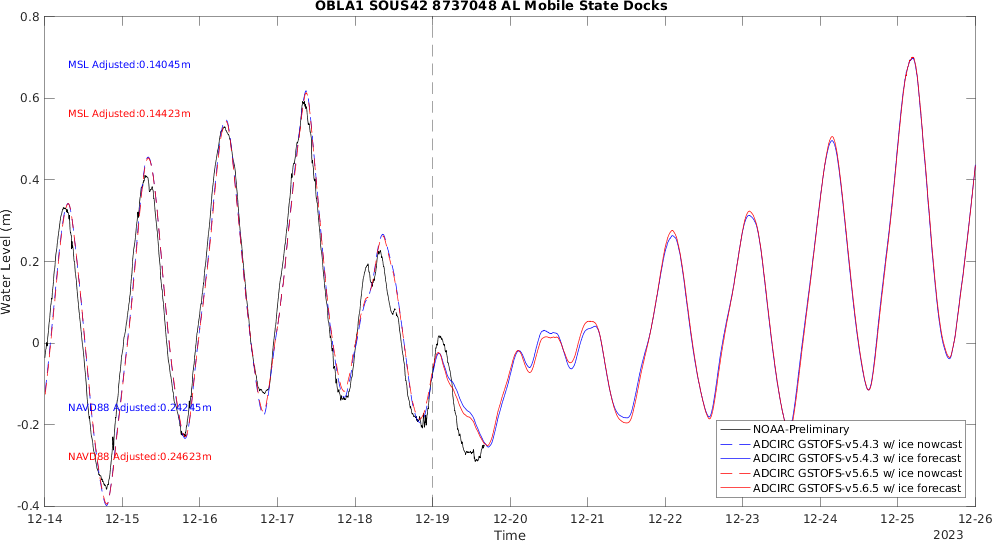 OBLA1 SOUS42 8737048 AL Mobile State Docks
0.8
0.6
0.4
0.2
0
-0.2
-0.4
Water Level (m)
MSL Adjusted:0.14045m
MSL Adjusted:0.14423m
NAVD88 Adjusted:0.24245m
NAVD88 Adjusted:0.24623m
NOAA-Preliminary
ADCIRC GSTOFS-v5.4.3 w/ ice nowcast
ADCIRC GSTOFS-v5.4.3 w/ ice forecast
ADCIRC GSTOFS-v5.6.5 w/ ice nowcast
ADCIRC GSTOFS-v5.6.5 w/ ice forecast
12-14 12-15 12-16 12-17 12-18 12-19 12-20 12-21 12-22 12-23 12-24 12-25 12-26
Time
2023